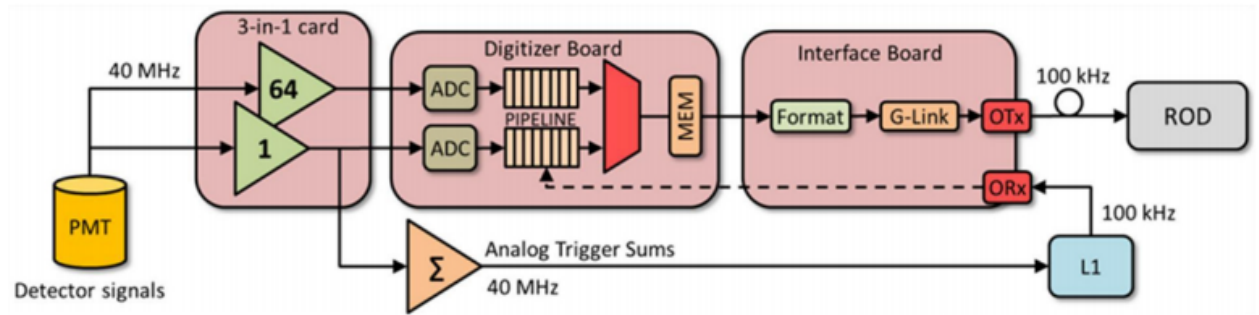 3-in-1 card
Digitizer Board
Interface Board
40 MHz
64
ADC
MEM
Format
G-Link
OTx
100 kHz
ROD
PIPELINE
1
ADC
ORx
100 kHz
PMT
Σ
Analog Trigger Sums
40 MHz
L1
Detector signals